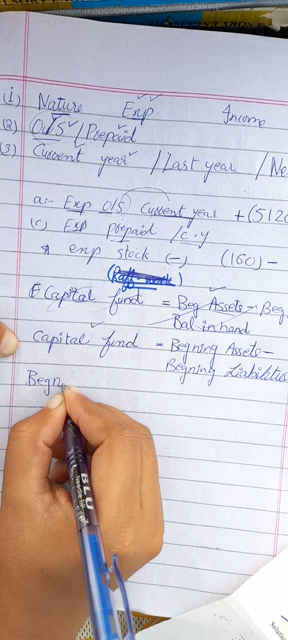 (i) Nature Exp Income
(2) O/S / Prepaid
(3) Current year / Last year / Ne
a:- Exp O/S Current year + (512
(c) Exp prepaid / c.y
* exp stock (-) (160) -
Capital fund = Beg Assets - Beg.
Bal in hand
Capital fund = Begning Assets -
Begning Liabilities
Begn
BLU